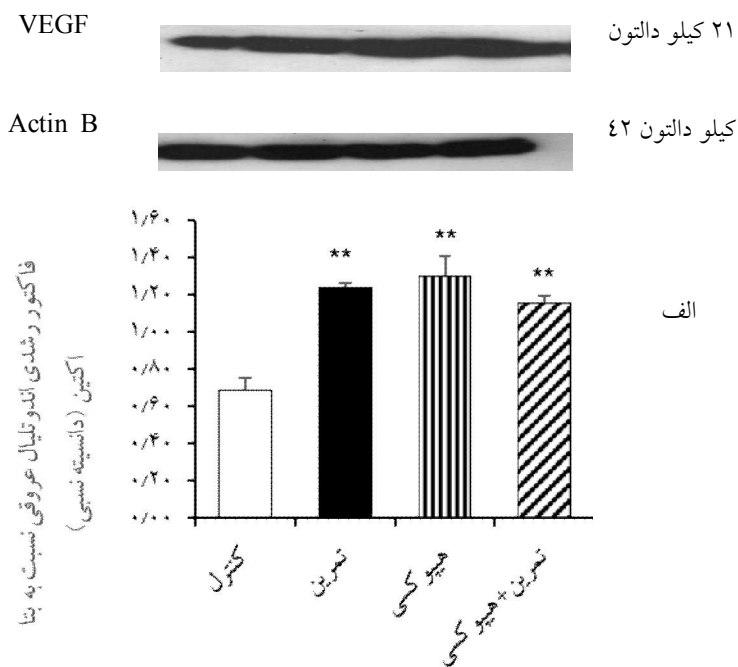 VEGF
۲۱ کیلو دالتون
Actin B
کیلو دالتون ٤٢
الف
فاکتور رشدی اندوتلیال عروقی نسبت به بتا
اکتین (دانسیته نسبی)
۱/۶۰
۱/۴۰
۱/۲۰
۱/۰۰
۰/۸۰
۰/۶۰
۰/۴۰
۰/۲۰
۰/۰۰
**
**
**
کنترل
تمرین
هیپوکسی
تمرین+هیپوکسی